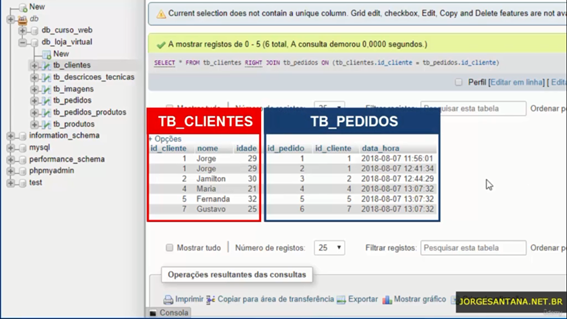 New
db
db_curso_web
db_loja_virtual
New
tb_clientes
tb_descricoes_tecnicas
tb_imagens
tb_pedidos
tb_pedidos_produtos
tb_produtos
information_schema
mysql
performance_schema
phpmyadmin
test
Current selection does not contain a unique column. Grid edit, checkbox, Edit, Copy and Delete features are not av
A mostrar registos de 0 - 5 (6 total, A consulta demorou 0,0000 segundos.)
SELECT * FROM tb_clientes RIGHT JOIN tb_pedidos ON (tb_clientes.id_cliente = tb_pedidos.id_cliente)
Perfil [Editar em linha] [ Edita
25
Pesquisar esta tabela
Ordenar po
TB_CLIENTES TB_PEDIDOS
+ Opções
id_cliente nome idade id_pedido id_cliente data_hora
1 Jorge 29 1 1 2018-08-07 11:56:01
1 Jorge 29 2 1 2018-08-07 12:41:34
2 Jamilton 30 3 2 2018-08-07 12:44:29
4 Maria 21 4 4 2018-08-07 13:07:32
5 Fernanda 32 5 5 2018-08-07 13:07:32
7 Gustavo 25 6 7 2018-08-07 13:07:32
Mostrar tudo Número de registos: 25 Filtrar registos: Pesquisar esta tabela Ordenar po
Operações resultantes das consultas
Imprimir Copiar para área de transferência Exportar Mostrar gráfico
Consola
JORGESANTANA.NET.BR